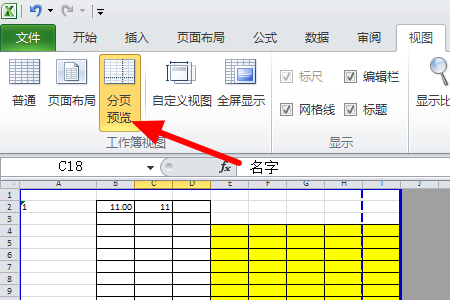 文件 开始 插入 页面布局 公式 数据 审阅 视图
普通 页面布局 分页预览 自定义视图 全屏显示 标尺 编辑栏 网格线 标题 显示比
工作簿视图 显示
C18 fx 名字
A B C D E F G H I J K
1
2 1 11.00 11
3
4
5
6
7
8
9